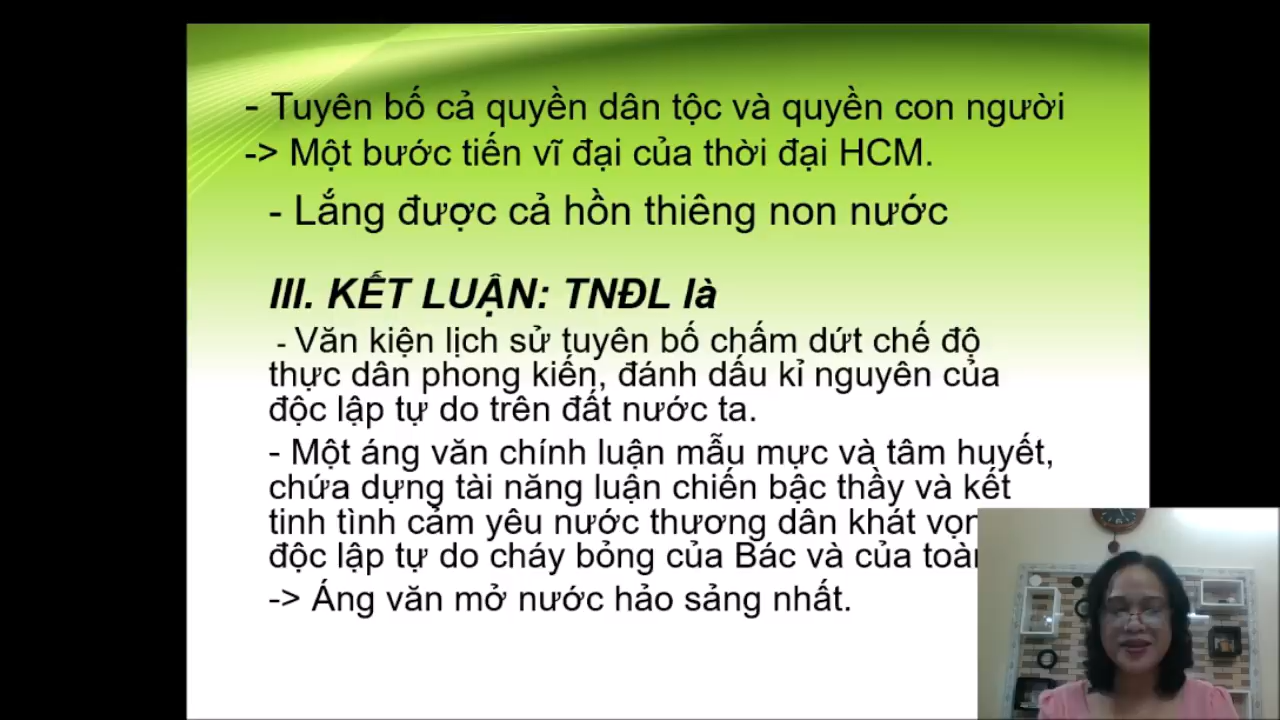 - Tuyên bố cả quyền dân tộc và quyền con người
-> Một bước tiến vĩ đại của thời đại HCM.
- Lắng được cả hồn thiêng non nước
III. KẾT LUẬN: TNĐL là
- Văn kiện lịch sử tuyên bố chấm dứt chế độ
thực dân phong kiến, đánh dấu kỉ nguyên của
độc lập tự do trên đất nước ta.
- Một áng văn chính luận mẫu mực và tâm huyết,
chứa dựng tài năng luận chiến bậc thầy và kết
tinh tình cảm yêu nước thương dân khát
độc lập tự do cháy bỏng của Bác và của
-> Áng văn mở nước hảo sảng nhất.